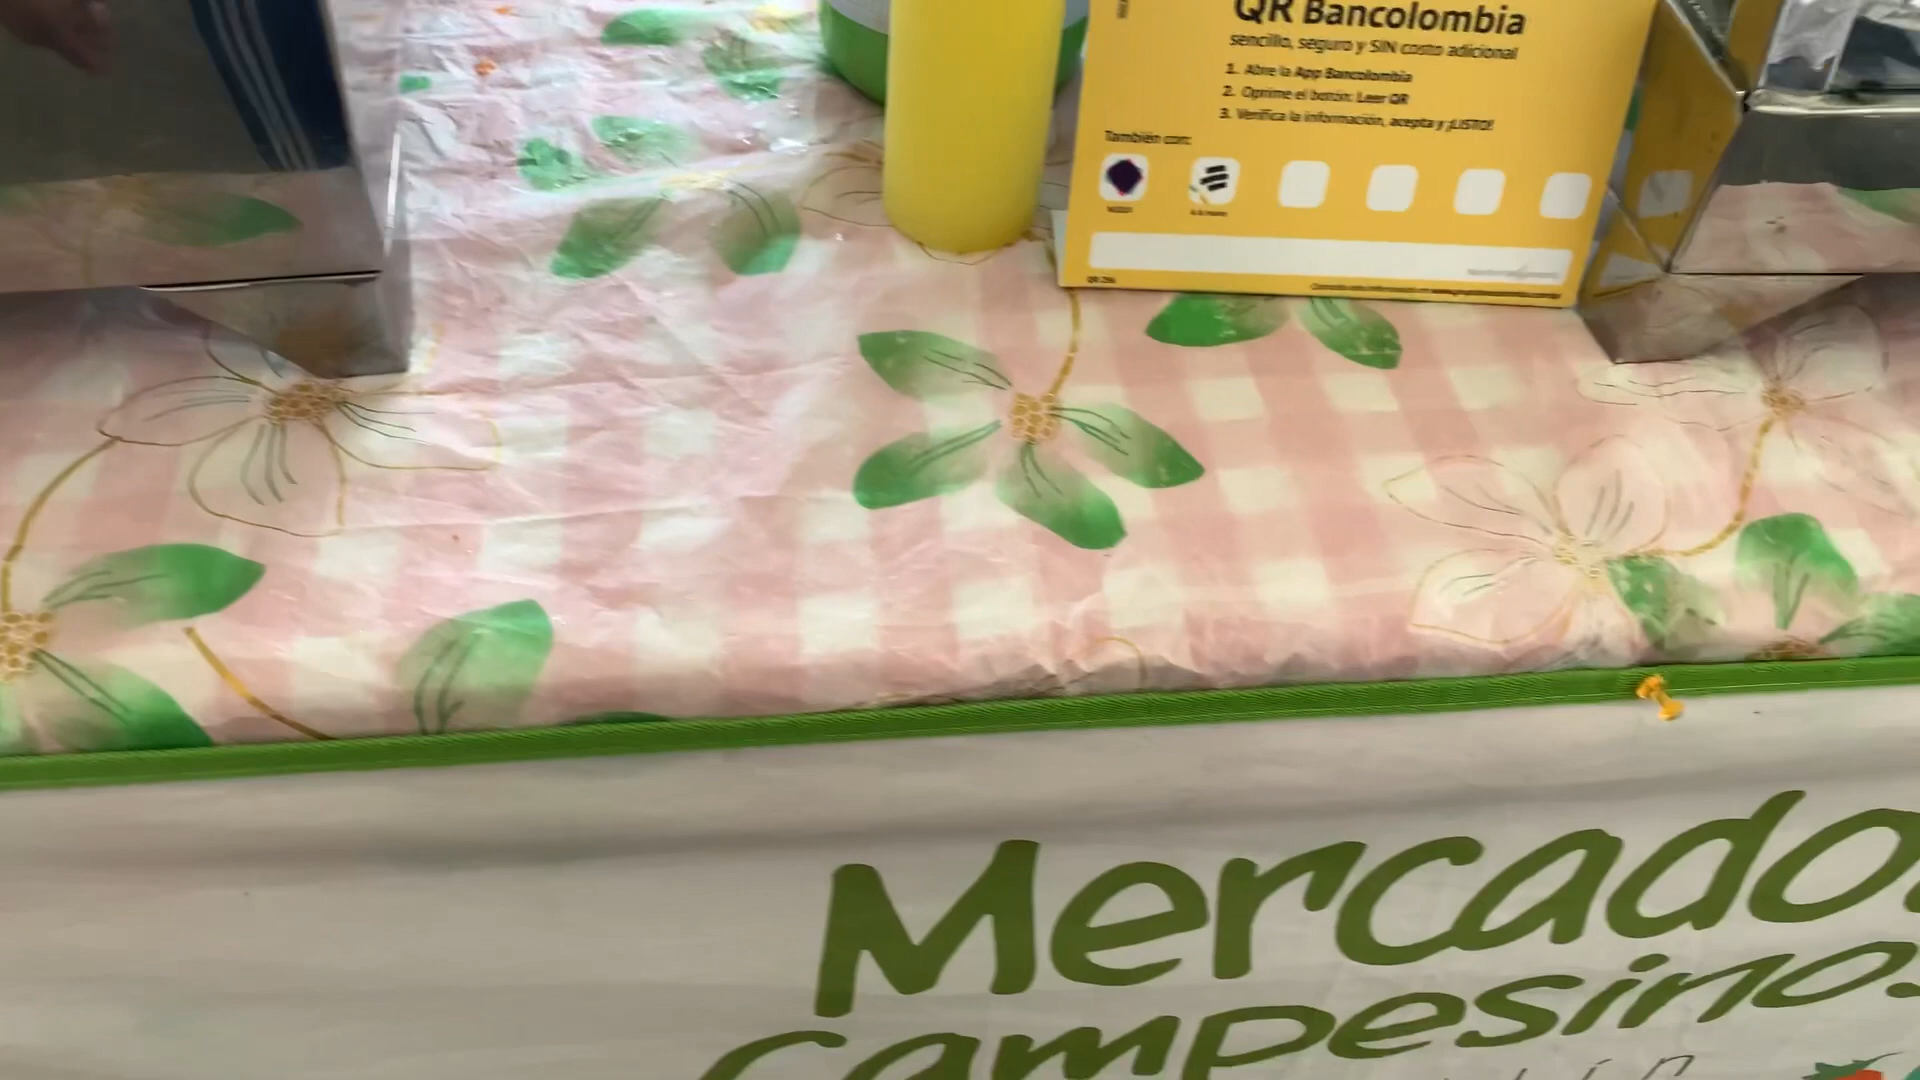 QR Bancolombia
sencillo, seguro y SIN costo adicional
1. Abre la App Bancolombia
2. Oprime el botón: Leer QR
3. Verifica la información, acepta y ¡LISTO!
También con:
Mercados
campesinos